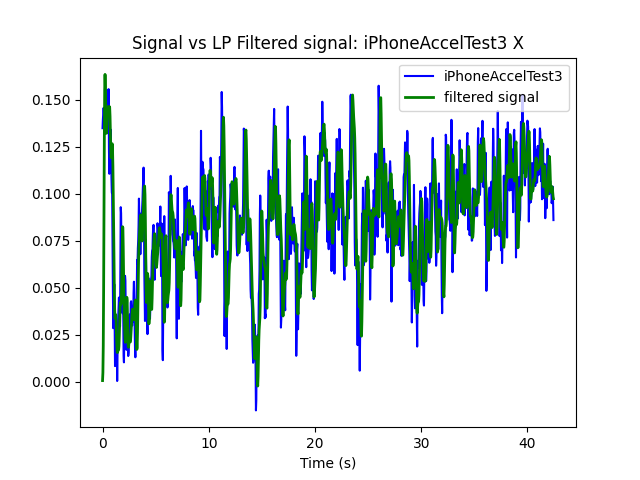 Signal vs LP Filtered signal: iPhoneAccelTest3 X
iPhoneAccelTest3
filtered signal
0.150
0.125
0.100
0.075
0.050
0.025
0.000
0 10 20 30 40
Time (s)